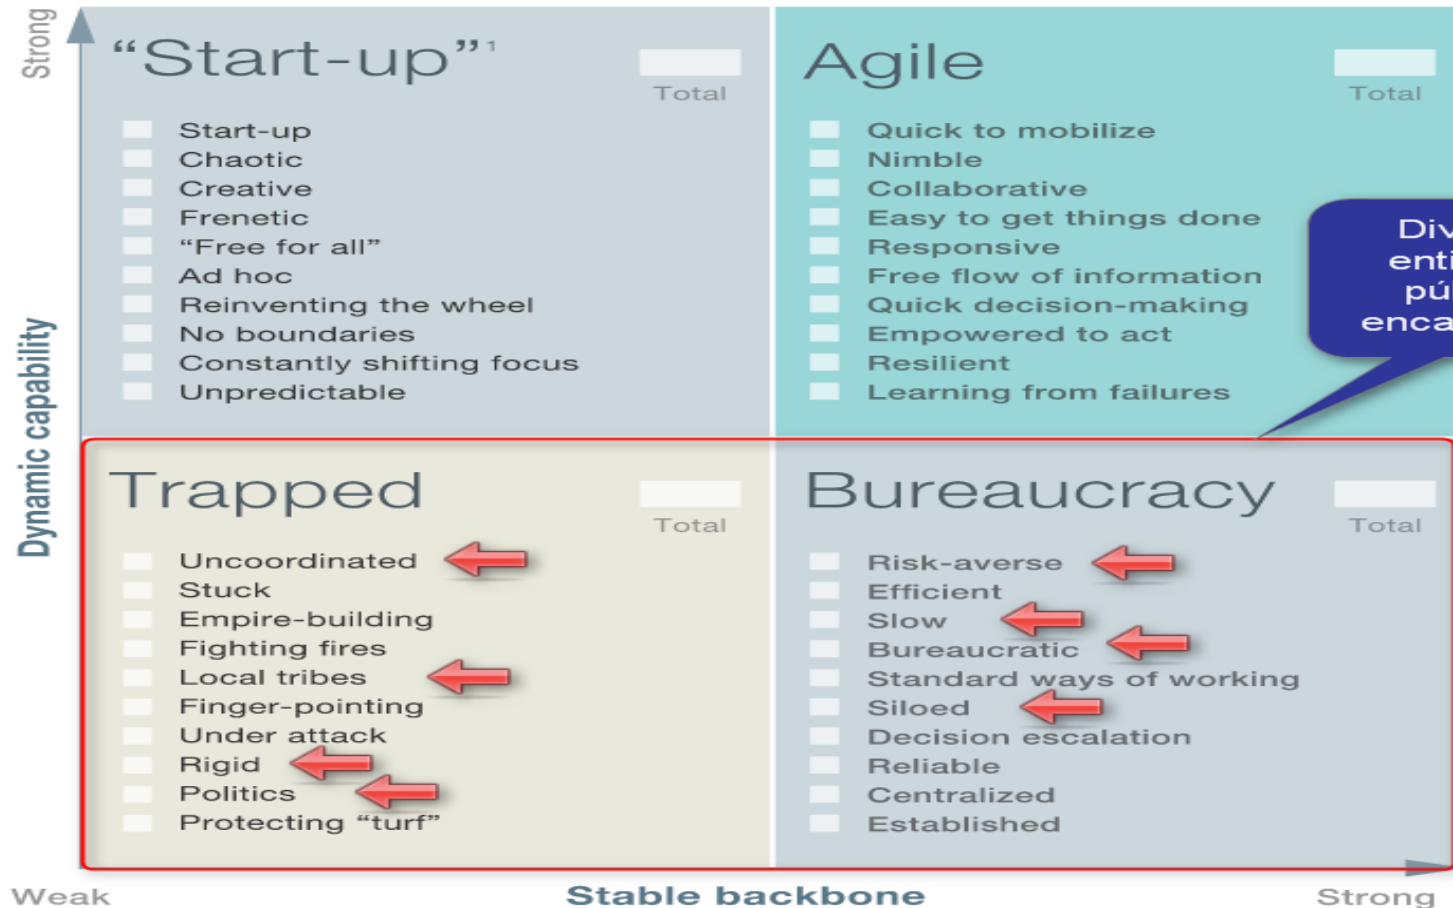 Strong
"Start-up"1
Total
Start-up
Chaotic
Creative
Frenetic
"Free for all"
Ad hoc
Reinventing the wheel
No boundaries
Constantly shifting focus
Unpredictable
Agile
Total
Quick to mobilize
Nimble
Collaborative
Easy to get things done
Responsive
Free flow of information
Quick decision-making
Empowered to act
Resilient
Learning from failures
Dynamic capability
Trapped
Total
Uncoordinated
Stuck
Empire-building
Fighting fires
Local tribes
Finger-pointing
Under attack
Rigid
Politics
Protecting "turf"
Bureaucracy
Total
Risk-averse
Efficient
Slow
Bureaucratic
Standard ways of working
Siloed
Decision escalation
Reliable
Centralized
Established
Weak
Stable backbone
Strong